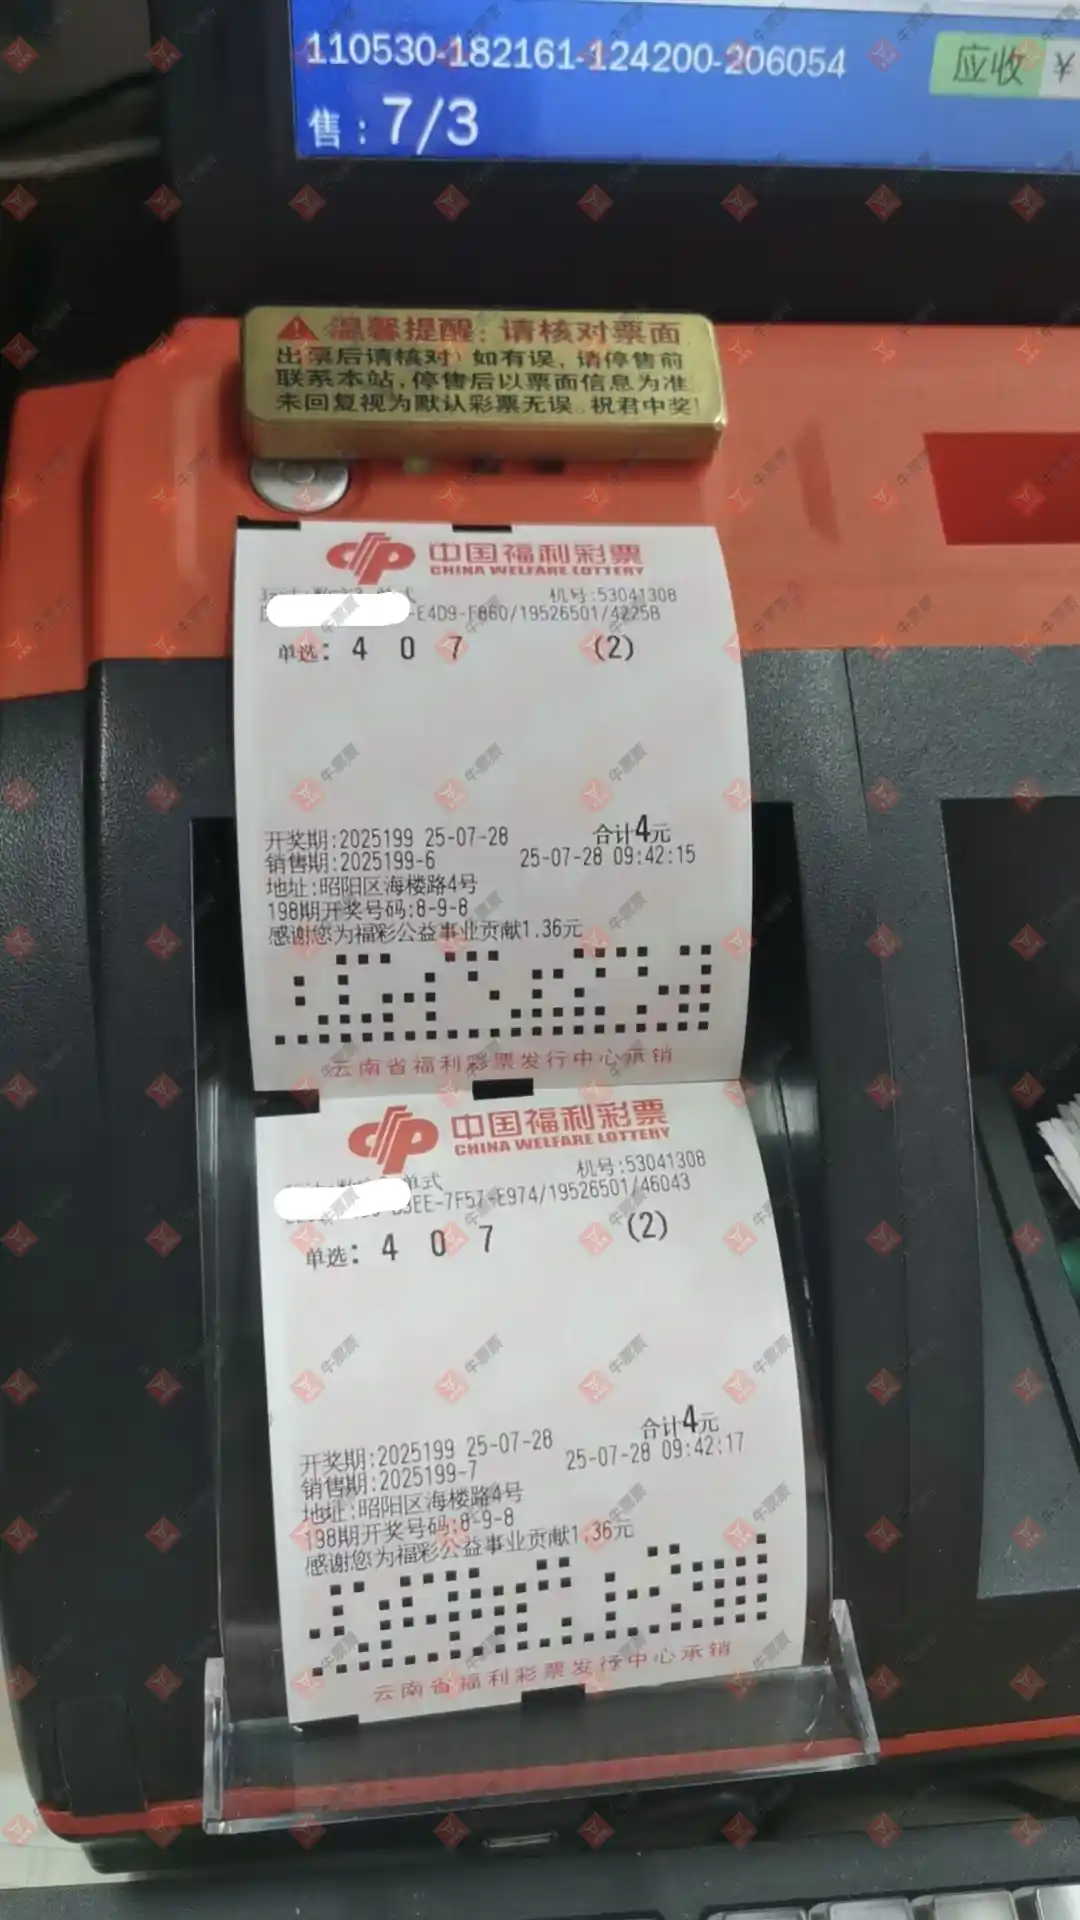 110530-182161-124200-206054
应收 ¥
售：7/3
温馨提醒：请核对票面
出票后请核对！如有误，请停售前
联系本站，停售后以票面信息为准，
未回复视为默认彩票无误。祝君中奖！
中国福利彩票
CHINA WELFARE LOTTERY
单式 机号:53041308
-E4D9-F860/19526501/42258
单选: 4 0 7 (2)
合计4元
开奖期:2025199 25-07-28
销售期:2025199-6 25-07-28 09:42:15
地址:昭阳区海楼路4号
198期开奖号码:8-9-8
感谢您为福彩公益事业贡献1.36元
云南省福利彩票发行中心承销
中国福利彩票
CHINA WELFARE LOTTERY
单式 机号:53041308
-7F57-E974/19526501/46043
单选: 4 0 7 (2)
合计4元
开奖期:2025199 25-07-28
销售期:2025199-7 25-07-28 09:42:17
地址:昭阳区海楼路4号
198期开奖号码:8-9-8
感谢您为福彩公益事业贡献1.36元
云南省福利彩票发行中心承销
牛票票